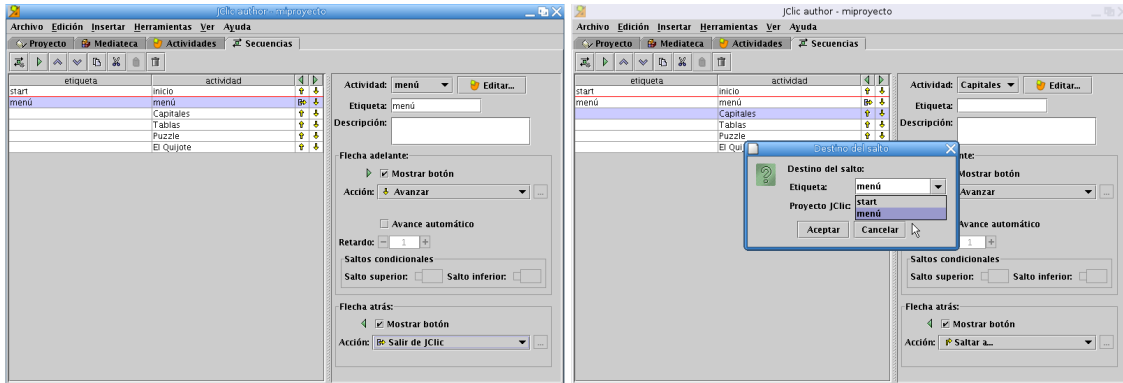 JClic author - miproyecto
Archivo Edición Insertar Herramientas Ver Ayuda
Proyecto Mediateca Actividades Secuencias
etiqueta actividad
start inicio
menú menú
Capitales
Tablas
Puzzle
El Quijote
Actividad: menú Editar...
Etiqueta: menú
Descripción:
Flecha adelante:
Mostrar botón
Acción: Avanzar ...
Avance automático
Retardo: 1
Saltos condicionales
Salto superior: Salto inferior:
Flecha atrás:
Mostrar botón
Acción: Salir de JClic ...
JClic author - miproyecto
Archivo Edición Insertar Herramientas Ver Ayuda
Proyecto Mediateca Actividades Secuencias
etiqueta actividad
start inicio
menú menú
Capitales
Tablas
Puzzle
El Qui
Actividad: Capitales Editar...
Etiqueta:
Descripción:
Destino del salto
Destino del salto:
Etiqueta: menú
start
menú
Proyecto JClic:
Aceptar Cancelar
nte:
Mostrar botón
Avanzar ...
Avance automático
1
Saltos condicionales
Salto superior: Salto inferior:
Flecha atrás:
Mostrar botón
Acción: Saltar a... ...